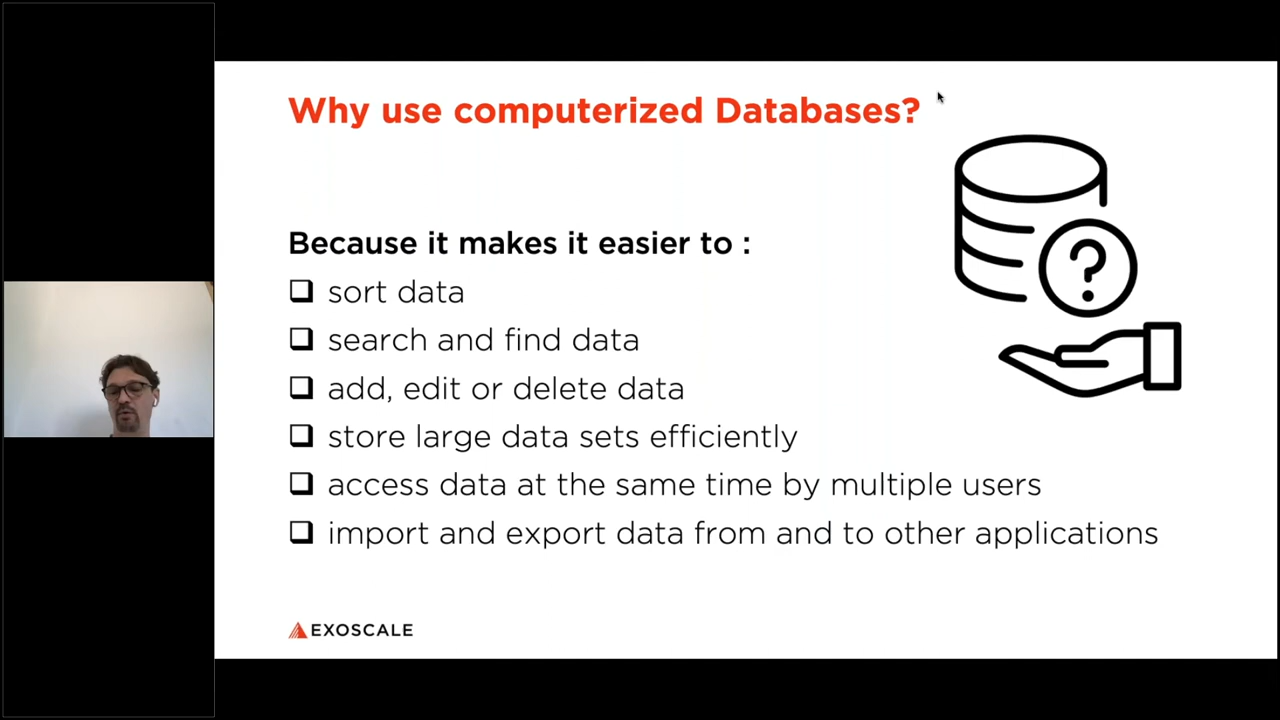 Why use computerized Databases?
Because it makes it easier to :
sort data
search and find data
add, edit or delete data
store large data sets efficiently
access data at the same time by multiple users
import and export data from and to other applications
?
EXOSCALE